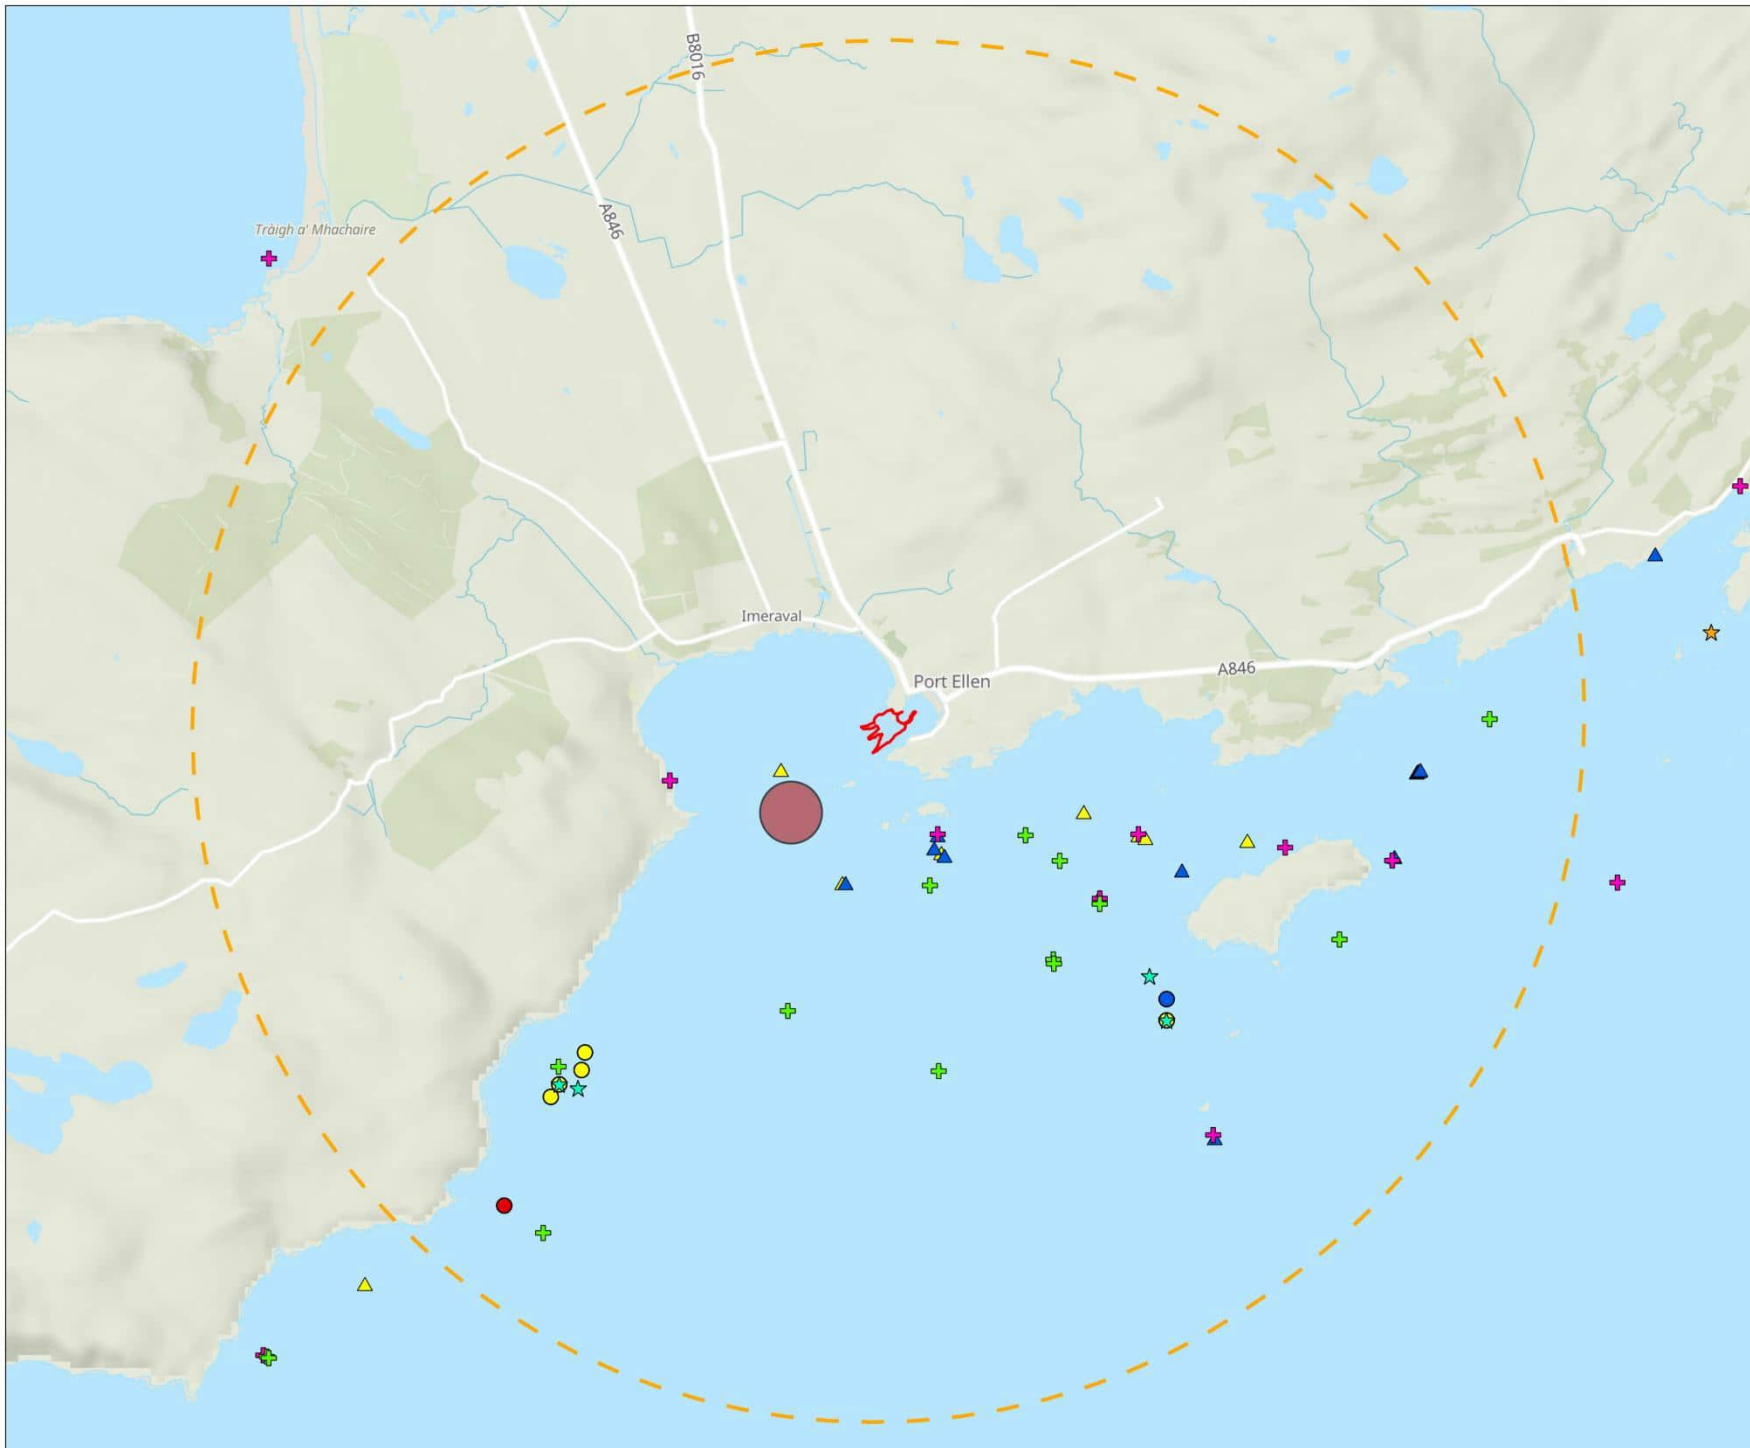 B8016
A846
Tràigh a' Mhachaire
Imeraval
A846
Port Ellen